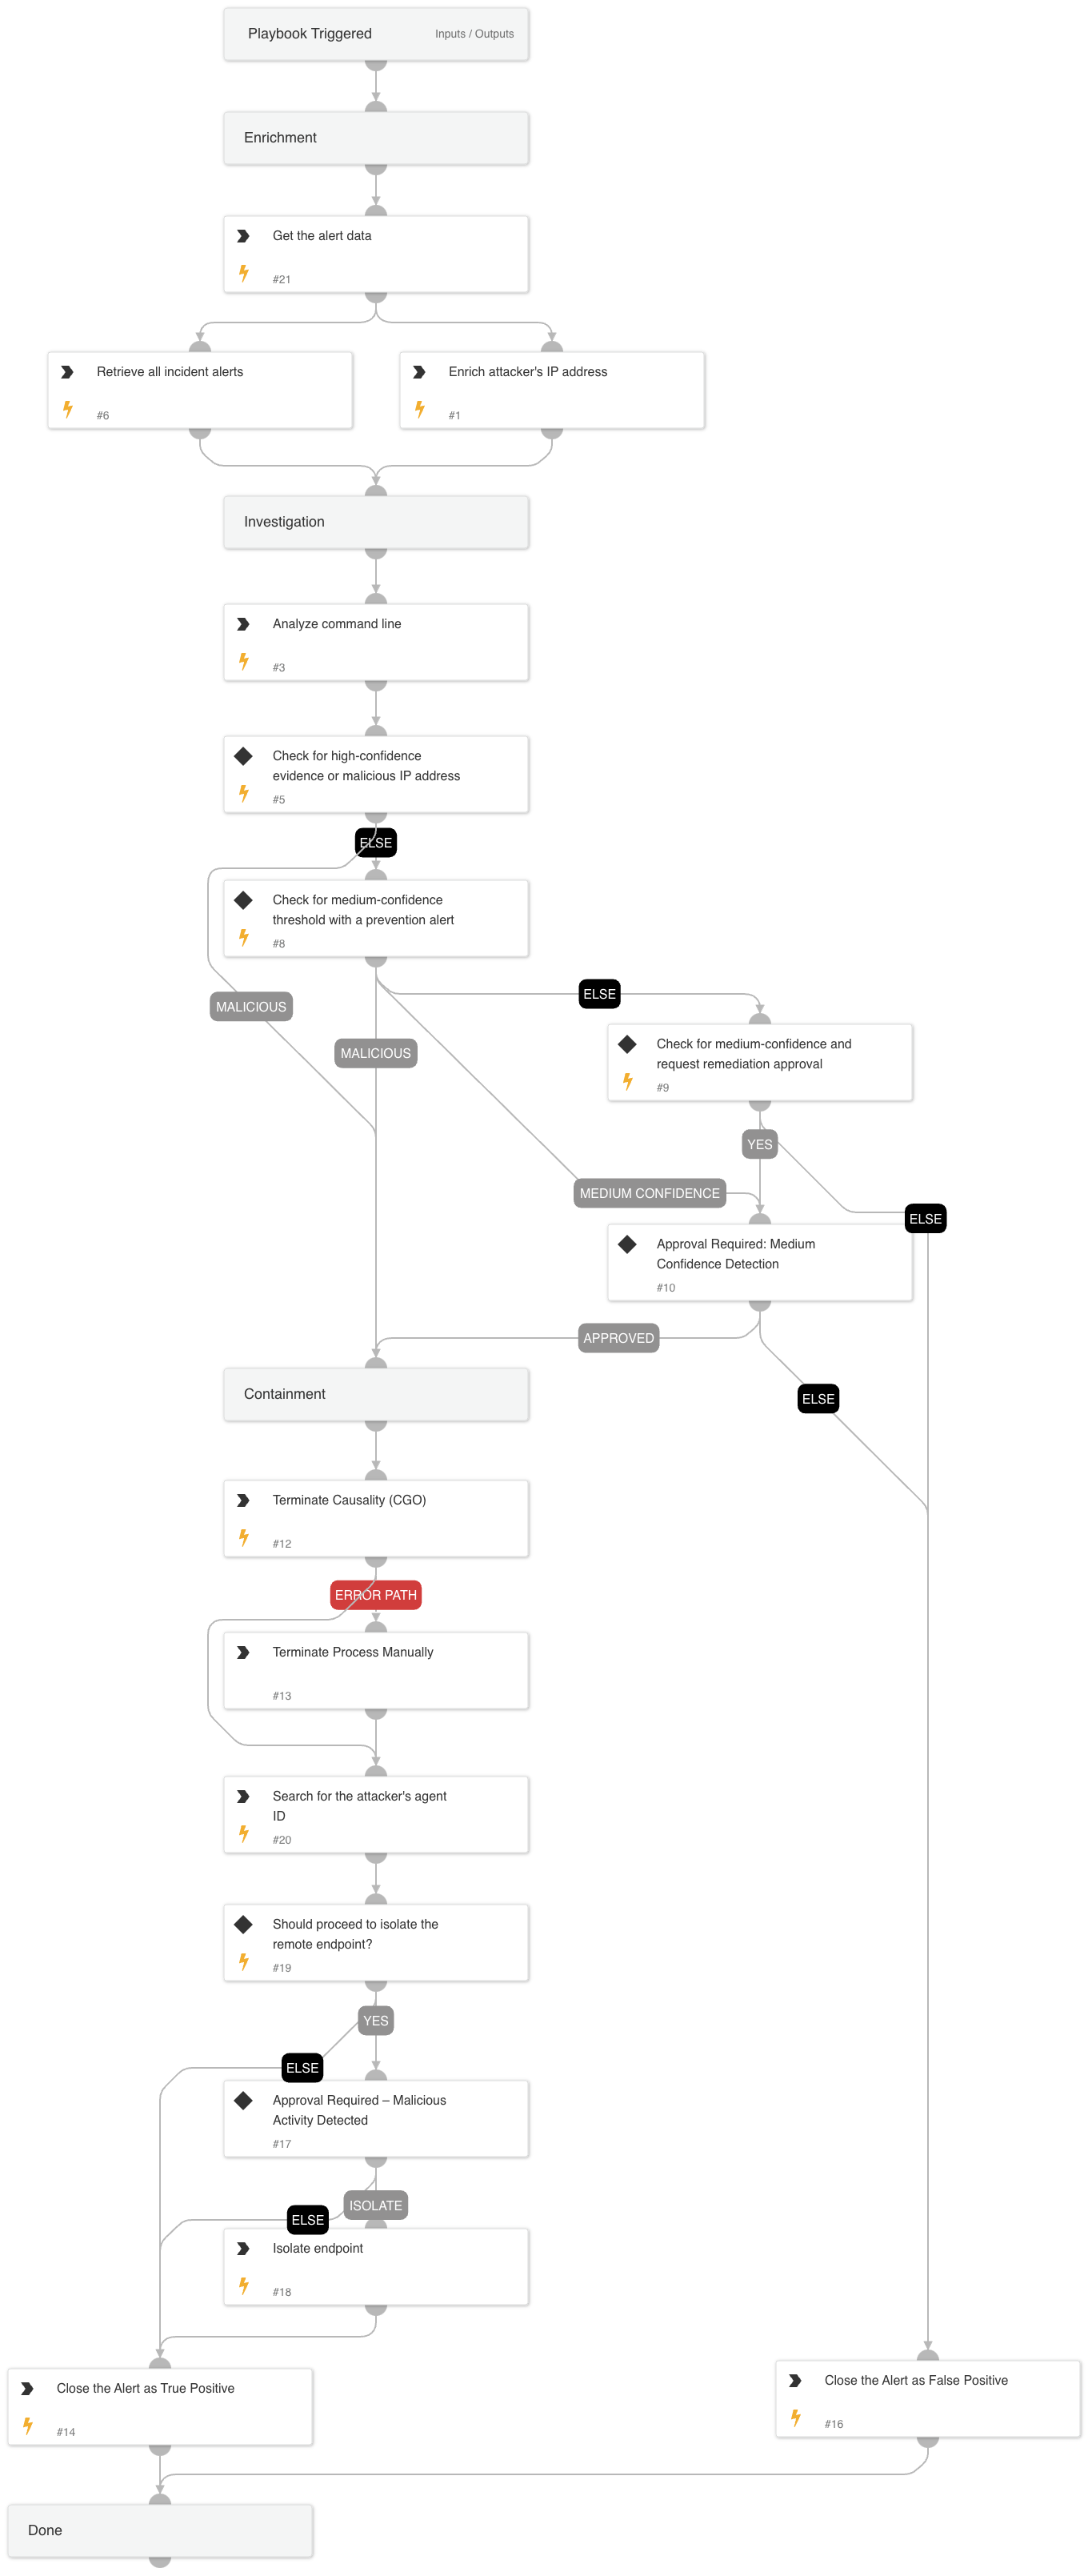 Playbook Triggered
Inputs / Outputs
Enrichment
Get the alert data
#21
Retrieve all incident alerts
#6
Enrich attacker's IP address
#1
Investigation
Analyze command line
#3
Check for high-confidence
evidence or malicious IP address
#5
ELSE
Check for medium-confidence
threshold with a prevention alert
#8
ELSE
MALICIOUS
MALICIOUS
Check for medium-confidence and
request remediation approval
#9
YES
MEDIUM CONFIDENCE
ELSE
Approval Required: Medium
Confidence Detection
#10
APPROVED
ELSE
Containment
Terminate Causality (CGO)
#12
ERROR PATH
Terminate Process Manually
#13
Search for the attacker's agent
ID
#20
Should proceed to isolate the
remote endpoint?
#19
YES
ELSE
Approval Required – Malicious
Activity Detected
#17
ISOLATE
ELSE
Isolate endpoint
#18
Close the Alert as True Positive
#14
Close the Alert as False Positive
#16
Done